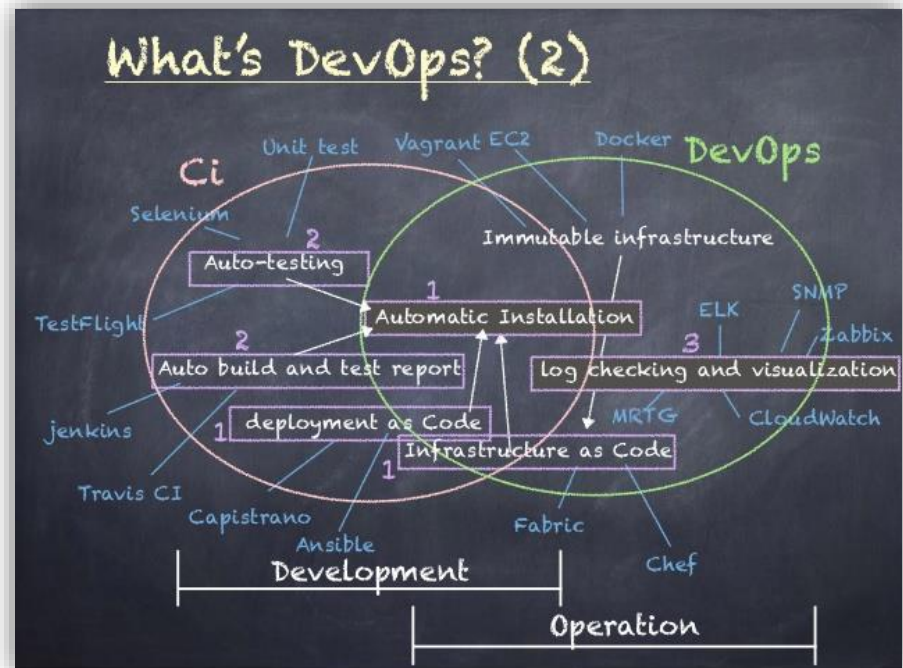 What's DevOps? (2)
Unit test
Vagrant
EC2
Docker
Ci
DevOps
Selenium
2
Auto-testing
Immutable infrastructure
1
Automatic Installation
TestFlight
ELK
SNMP
2
3
Zabbix
Auto build and test report
log checking and visualization
jenkins
1
deployment as Code
MRTG
CloudWatch
1
Infrastructure as Code
Travis CI
Capistrano
Ansible
Fabric
Chef
Development
Operation